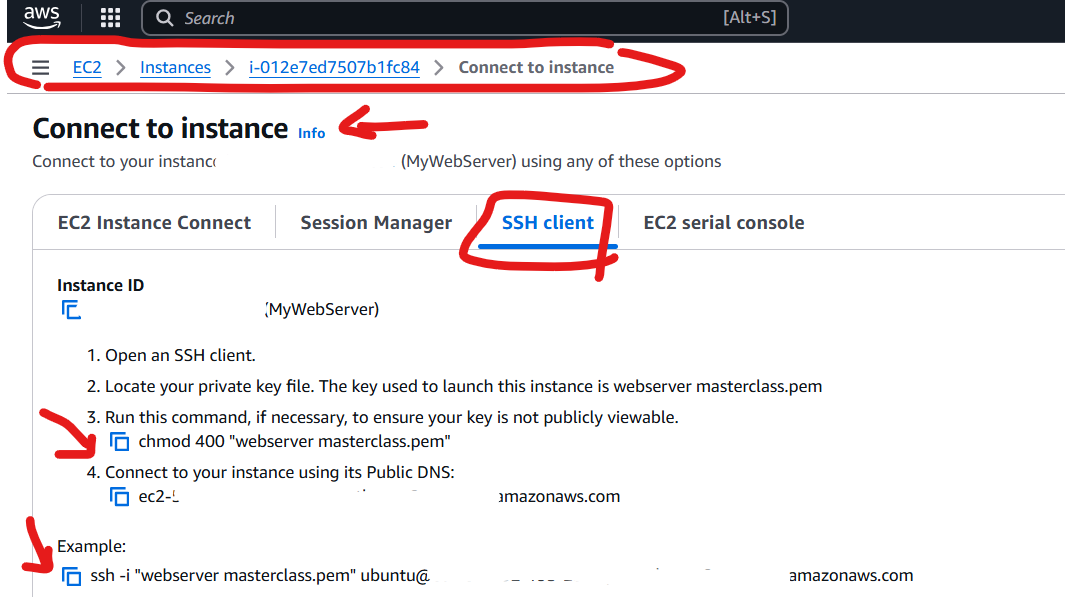 aws Search [Alt+S]
EC2 > Instances > i-012e7ed7507b1fc84 > Connect to instance
Connect to instance Info
Connect to your instanc (MyWebServer) using any of these options
EC2 Instance Connect Session Manager SSH client EC2 serial console
Instance ID
(MyWebServer)
1. Open an SSH client.
2. Locate your private key file. The key used to launch this instance is webserver masterclass.pem
3. Run this command, if necessary, to ensure your key is not publicly viewable.
chmod 400 "webserver masterclass.pem"
4. Connect to your instance using its Public DNS:
ec2- amazonaws.com
Example:
ssh -i "webserver masterclass.pem" ubuntu@ amazonaws.com